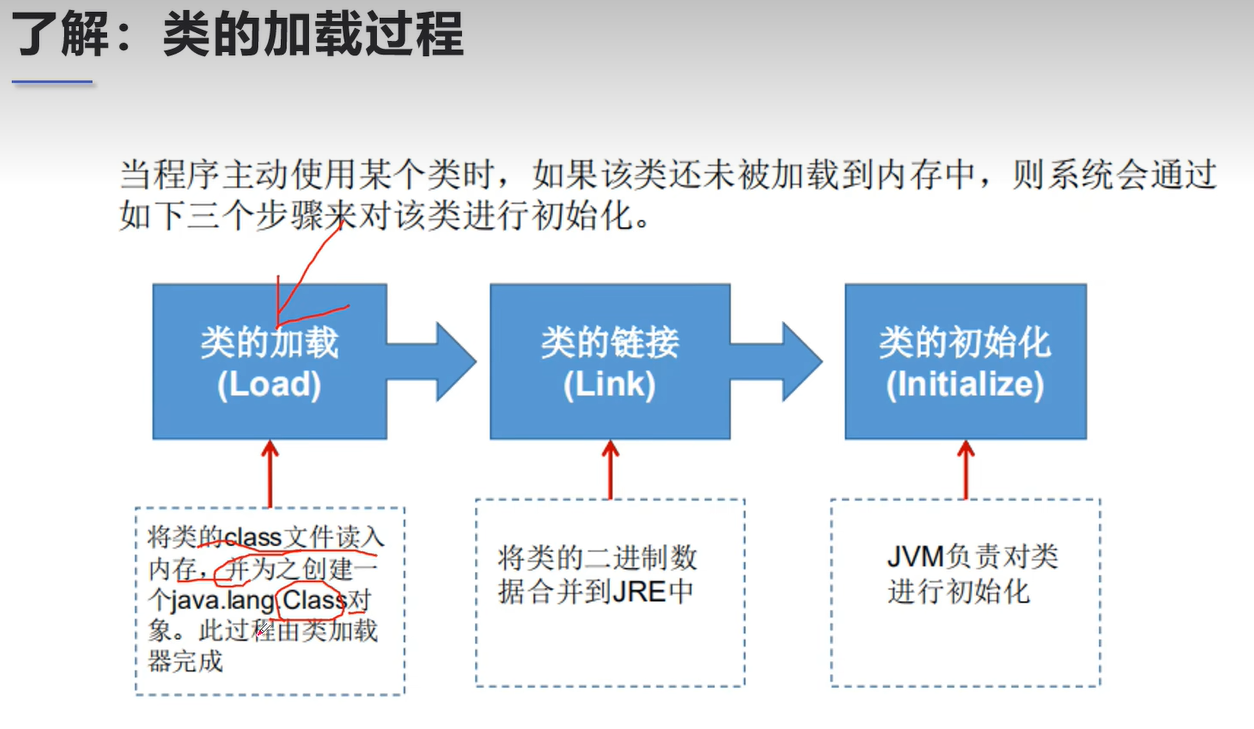 了解：类的加载过程
当程序主动使用某个类时，如果该类还未被加载到内存中，则系统会通过
如下三个步骤来对该类进行初始化。
类的加载
(Load)
类的链接
(Link)
类的初始化
(Initialize)
将类的class文件读入
内存，并为之创建一
个java.lang.Class对
象。此过程由类加载
器完成
将类的二进制数
据合并到JRE中
JVM负责对类
进行初始化